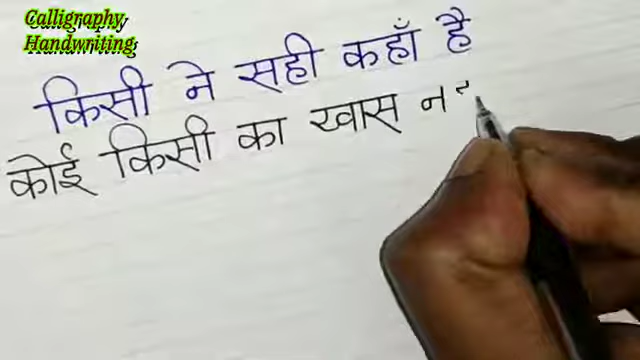 Calligraphy
Handwriting
किसी ने सही कहाँ है
कोई किसी का खास न